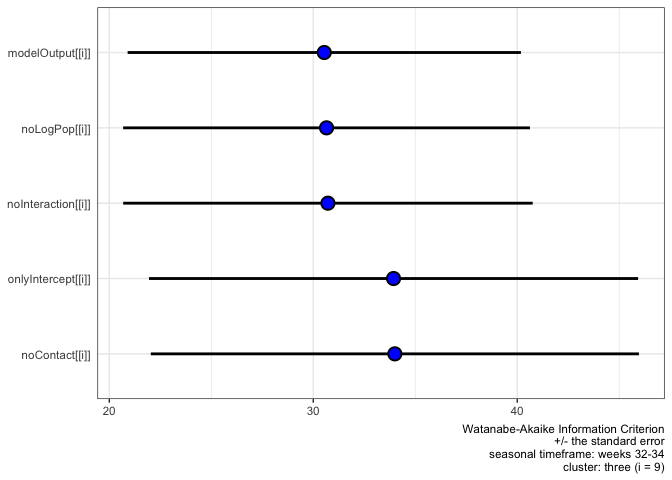 modelOutput[[i]]
noLogPop[[i]]
noInteraction[[i]]
onlyIntercept[[i]]
noContact[[i]]
20 30 40
Watanabe-Akaike Information Criterion
+/- the standard error
seasonal timeframe: weeks 32-34
cluster: three (i = 9)